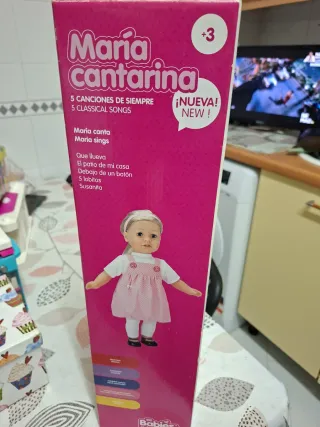 +3
María
cantarina
5 CANCIONES DE SIEMPRE
5 CLASSICAL SONGS
¡NUEVA!
NEW !
María canta
María sings
Que llueva
El patio de mi casa
Debajo de un botón
5 lobitos
Susanita